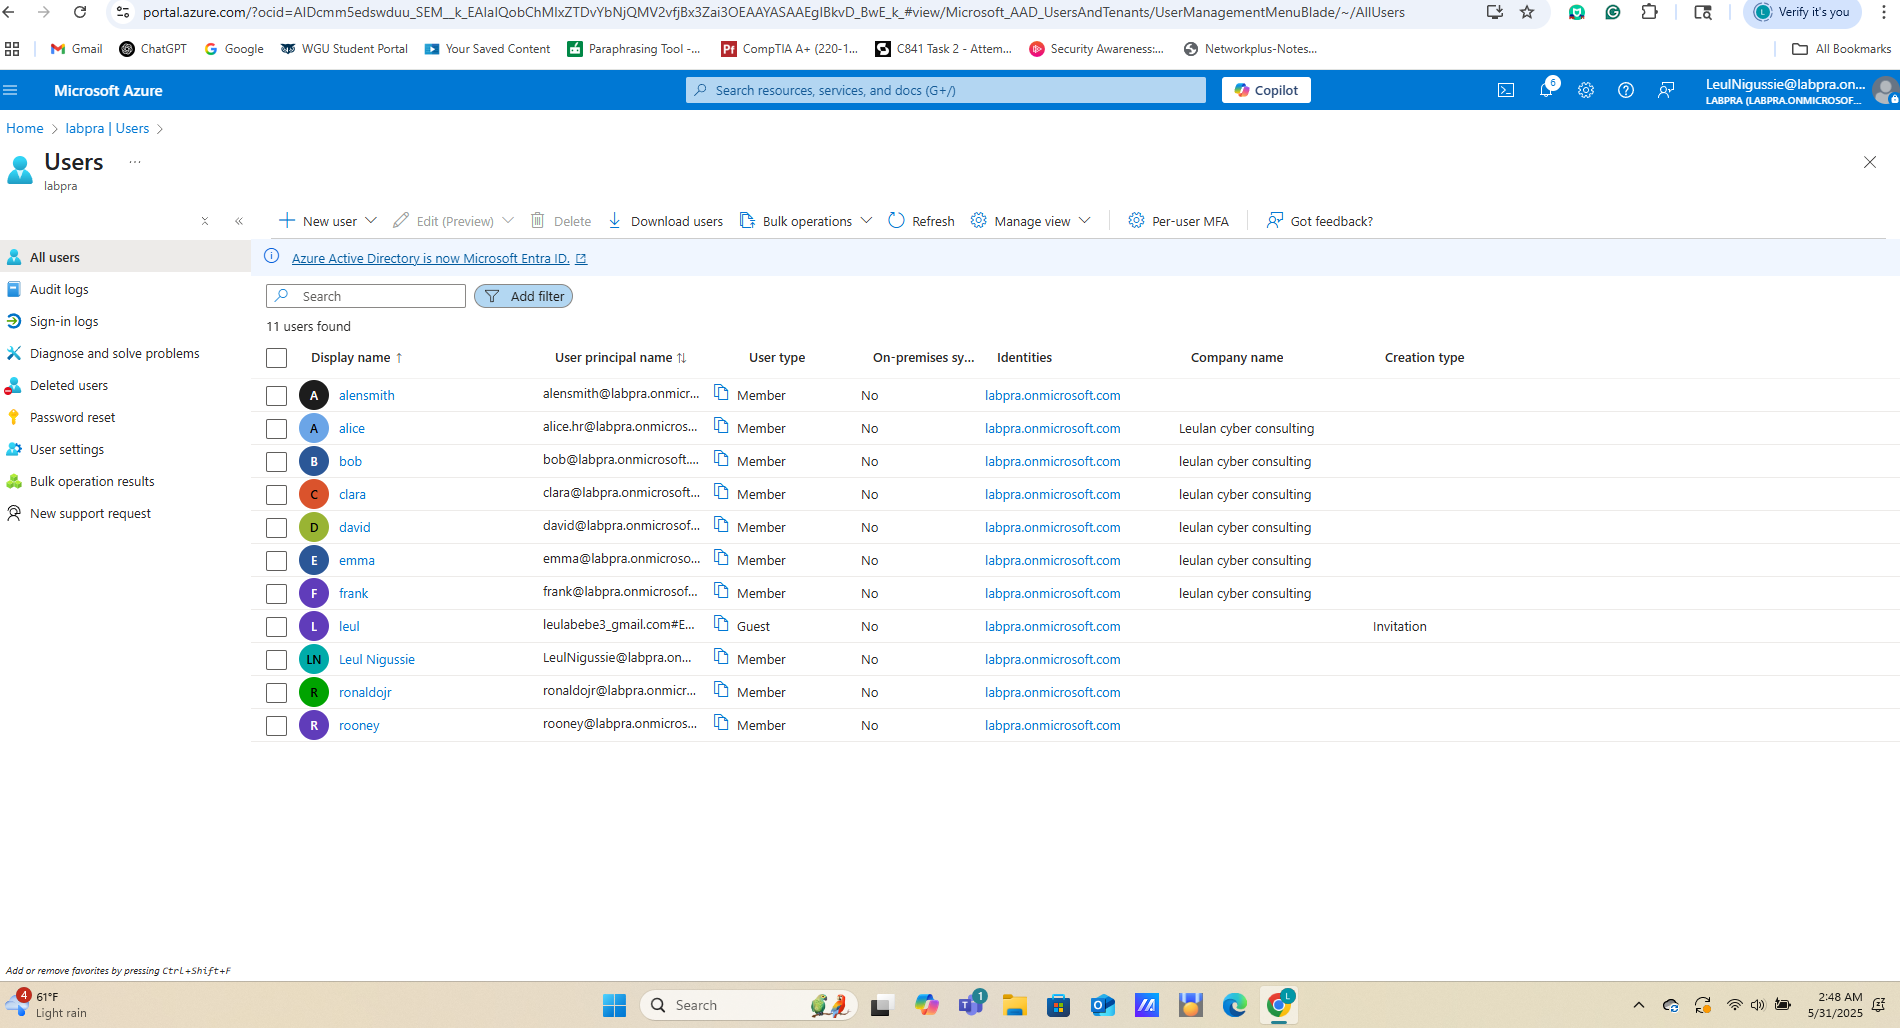 portal.azure.com/?ocid=AIDcmm5edswduu_SEM__k_EAIaIQobChMIxZTDvYbNjQMV2vfjBx3Zai3OEAAYASAAEgIBkvD_BwE_k_#view/Microsoft_AAD_UsersAndTenants/UserManagementMenuBlade/~/AllUsers
L Verify it's you
Gmail ChatGPT Google WGU Student Portal Your Saved Content Paraphrasing Tool -... Pf CompTIA A+ (220-1... C841 Task 2 - Attem... Security Awareness:... Networkplus-Notes... All Bookmarks
Microsoft Azure
Search resources, services, and docs (G+/)
Copilot
6
LeulNigussie@labpra.on...
LABPRA (LABPRA.ONMICROSOF...
Home > labpra | Users >
Users ...
labpra
New user Edit (Preview) Delete Download users Bulk operations Refresh Manage view Per-user MFA Got feedback?
All users
Audit logs
Sign-in logs
Diagnose and solve problems
Deleted users
Password reset
User settings
Bulk operation results
New support request
Azure Active Directory is now Microsoft Entra ID.
Search Add filter
11 users found
Display name ↑ User principal name ↑↓ User type On-premises sy... Identities Company name Creation type
A alensmith alensmith@labpra.onmicr... Member No labpra.onmicrosoft.com
A alice alice.hr@labpra.onmicros... Member No labpra.onmicrosoft.com Leulan cyber consulting
B bob bob@labpra.onmicrosoft.... Member No labpra.onmicrosoft.com leulan cyber consulting
C clara clara@labpra.onmicrosoft... Member No labpra.onmicrosoft.com leulan cyber consulting
D david david@labpra.onmicrosof... Member No labpra.onmicrosoft.com leulan cyber consulting
E emma emma@labpra.onmicroso... Member No labpra.onmicrosoft.com leulan cyber consulting
F frank frank@labpra.onmicrosof... Member No labpra.onmicrosoft.com leulan cyber consulting
L leul leulabebe3_gmail.com#E... Guest No labpra.onmicrosoft.com Invitation
LN Leul Nigussie LeulNigussie@labpra.on... Member No labpra.onmicrosoft.com
R ronaldojr ronaldojr@labpra.onmicr... Member No labpra.onmicrosoft.com
R rooney rooney@labpra.onmicros... Member No labpra.onmicrosoft.com
Add or remove favorites by pressing Ctrl+Shift+F
4
61°F
Light rain
Search
1
L
2:48 AM
5/31/2025